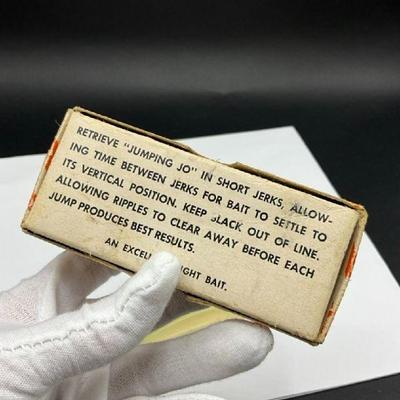 RETRIEVE "JUMPING JO" IN SHORT JERKS, ALLOW-
ING TIME BETWEEN JERKS FOR BAIT TO SETTLE TO
ITS VERTICAL POSITION. KEEP SLACK OUT OF LINE.
ALLOWING RIPPLES TO CLEAR AWAY BEFORE EACH
JUMP PRODUCES BEST RESULTS.
AN BAIT.